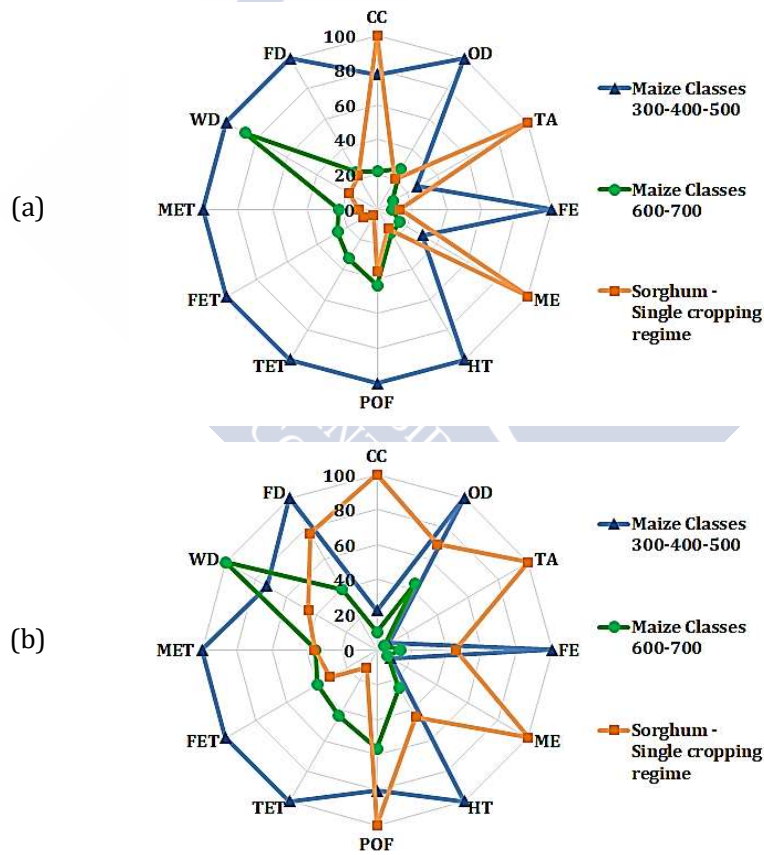 (a)
CC
OD
TA
FE
ME
HT
POF
TET
FET
MET
WD
FD
100
80
60
40
20
0
Maize Classes
300-400-500
Maize Classes
600-700
Sorghum -
Single cropping
regime
(b)
CC
OD
TA
FE
ME
HT
POF
TET
FET
MET
WD
FD
100
80
60
40
20
0
Maize Classes
300-400-500
Maize Classes
600-700
Sorghum -
Single cropping
regime